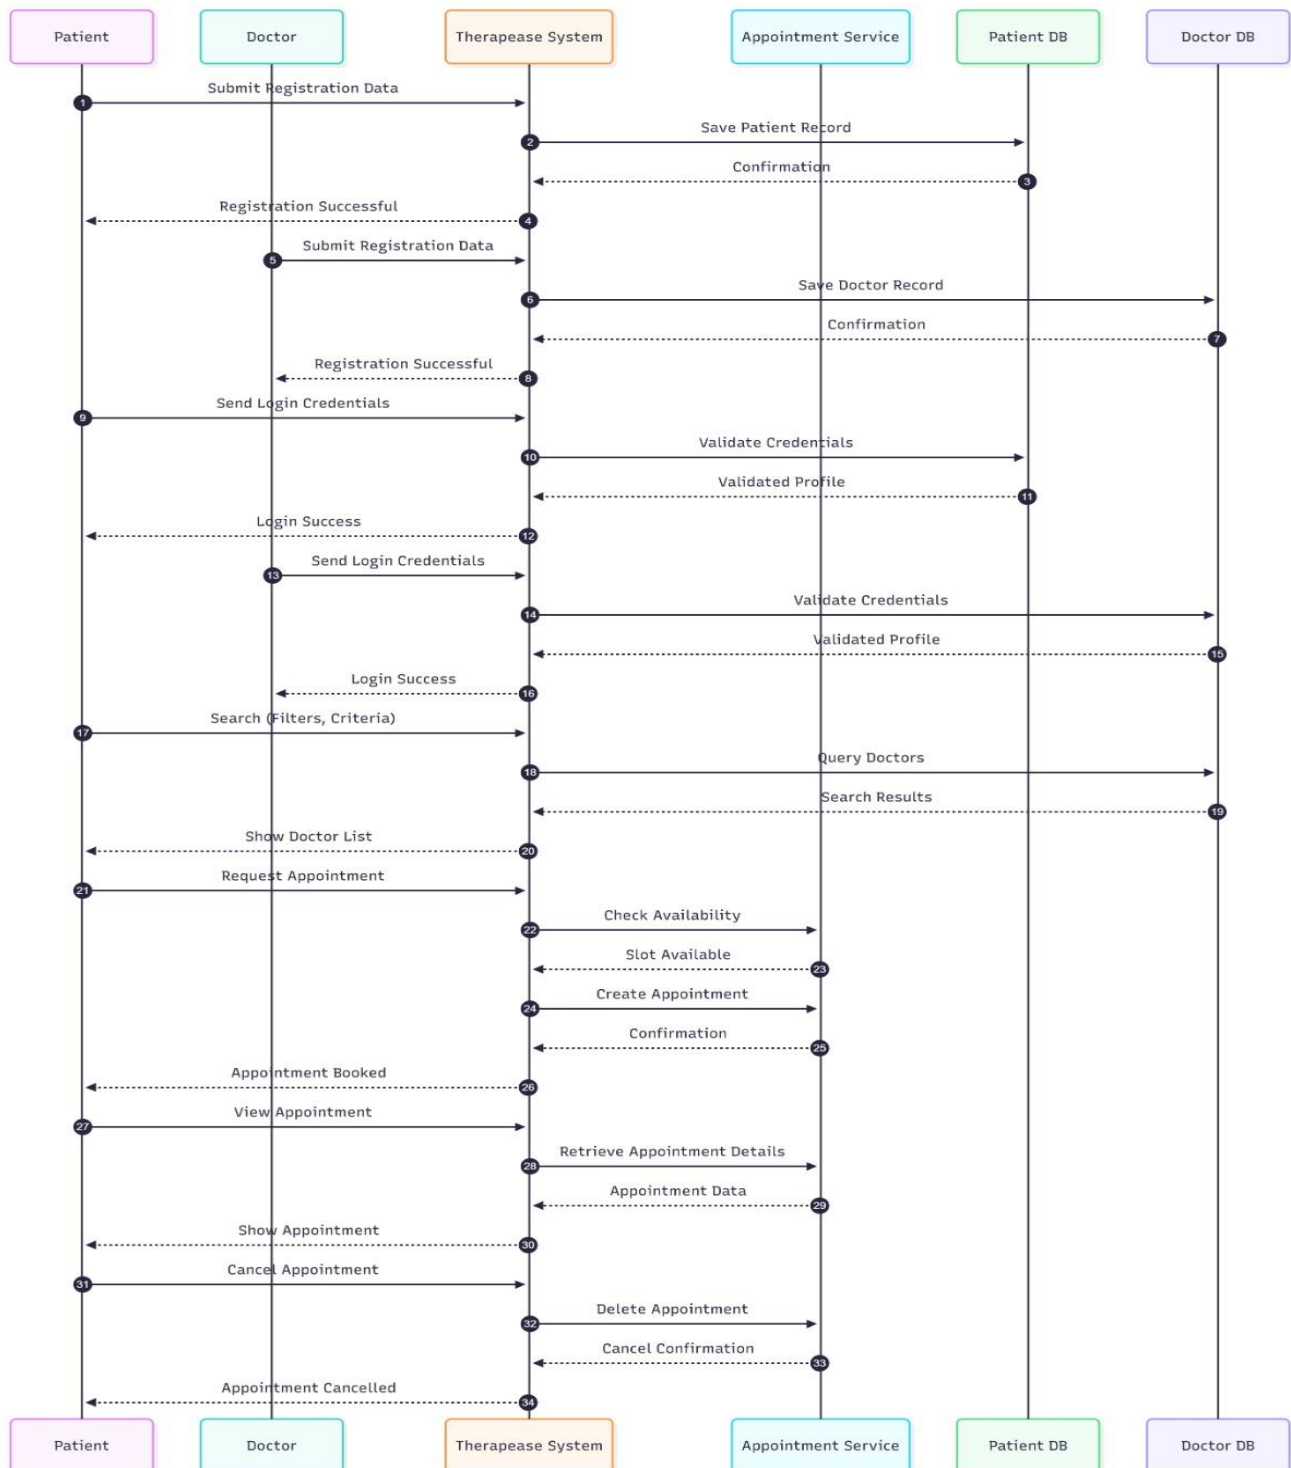 Patient
Doctor
Therapease System
Appointment Service
Patient DB
Doctor DB
Submit Registration Data
1
Save Patient Record
2
Confirmation
3
Registration Successful
4
Submit Registration Data
5
Save Doctor Record
6
Confirmation
7
Registration Successful
8
Send Login Credentials
9
Validate Credentials
10
Validated Profile
11
Login Success
12
Send Login Credentials
13
Validate Credentials
14
Validated Profile
15
Login Success
16
Search (Filters, Criteria)
17
Query Doctors
18
Search Results
19
Show Doctor List
20
Request Appointment
21
Check Availability
22
Slot Available
23
Create Appointment
24
Confirmation
25
Appointment Booked
26
View Appointment
27
Retrieve Appointment Details
28
Appointment Data
29
Show Appointment
30
Cancel Appointment
31
Delete Appointment
32
Cancel Confirmation
33
Appointment Cancelled
34
Patient
Doctor
Therapease System
Appointment Service
Patient DB
Doctor DB